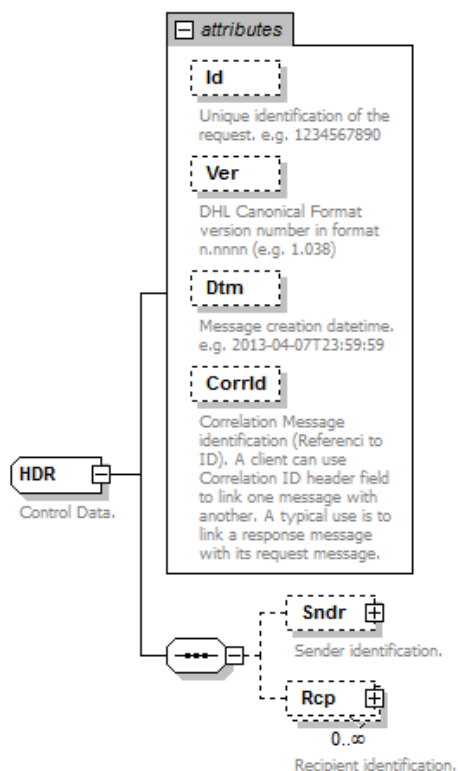 attributes
Id
Unique identification of the
request. e.g. 1234567890
Ver
DHL Canonical Format
version number in format
n.nnnn (e.g. 1.038)
Dtm
Message creation datetime.
e.g. 2013-04-07T23:59:59
CorrId
Correlation Message
identification (Referenci to
ID). A client can use
Correlation ID header field
to link one message with
another. A typical use is to
link a response message
with its request message.
HDR
Control Data.
Sndr
Sender identification.
Rcp
0..∞
Recipient identification.